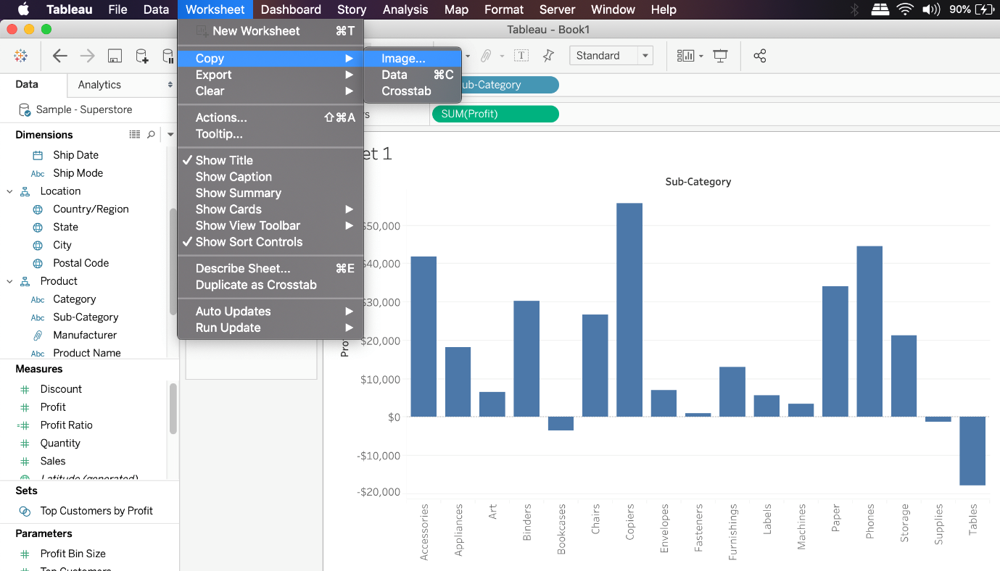 Tableau File Data Worksheet Dashboard Story Analysis Map Format Server Window Help 90%
Tableau - Book1
New Worksheet ⌘T
Copy
Export
Clear
Actions... ⇧⌘A
Tooltip...
✓ Show Title
Show Caption
Show Summary
Show Cards
Show View Toolbar
✓ Show Sort Controls
Describe Sheet... ⌘E
Duplicate as Crosstab
Auto Updates
Run Update
Image...
Data ⌘C
Crosstab
Standard
Data Analytics
Sample - Superstore
Dimensions
Ship Date
Abc Ship Mode
Location
Country/Region
State
City
Postal Code
Product
Abc Category
Abc Sub-Category
Manufacturer
Abc Product Name
Measures
Discount
Profit
Profit Ratio
Quantity
Sales
Latitude (generated)
Sets
Top Customers by Profit
Parameters
Profit Bin Size
Top Customers
ub-Category
SUM(Profit)
et 1
Sub-Category
$50,000
$40,000
$30,000
$20,000
$10,000
$0
-$10,000
-$20,000
Accessories
Appliances
Art
Binders
Bookcases
Chairs
Copiers
Envelopes
Fasteners
Furnishings
Labels
Machines
Paper
Phones
Storage
Supplies
Tables